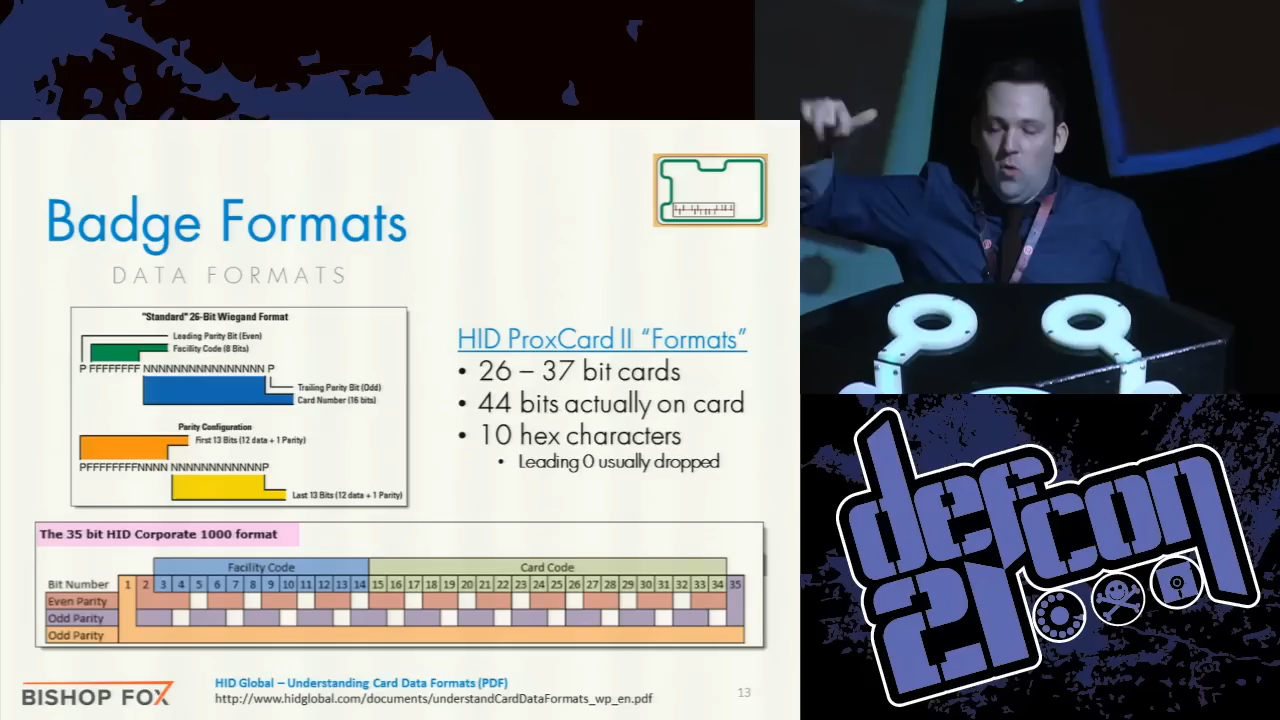 Badge Formats
DATA FORMATS
"Standard" 26-Bit Wiegand Format
Leading Parity Bit (Even)
Facility Code (8 Bits)
P FFFFFFFF NNNNNNNNNNNNNNNN P
Trailing Parity Bit (Odd)
Card Number (16 bits)
Parity Configuration
First 13 Bits (12 data + 1 Parity)
PFFFFFFFFNNNN NNNNNNNNNNNNP
Last 13 Bits (12 data + 1 Parity)
HID ProxCard II “Formats”
• 26 – 37 bit cards
• 44 bits actually on card
• 10 hex characters
• Leading 0 usually dropped
The 35 bit HID Corporate 1000 format
Facility Code Card Code
Bit Number 1 2 3 4 5 6 7 8 9 10 11 12 13 14 15 16 17 18 19 20 21 22 23 24 25 26 27 28 29 30 31 32 33 34 35
Even Parity
Odd Parity
Odd Parity
BISHOP FOX
HID Global – Understanding Card Data Formats (PDF)
http://www.hidglobal.com/documents/understandCardDataFormats_wp_en.pdf
13
defcon
21